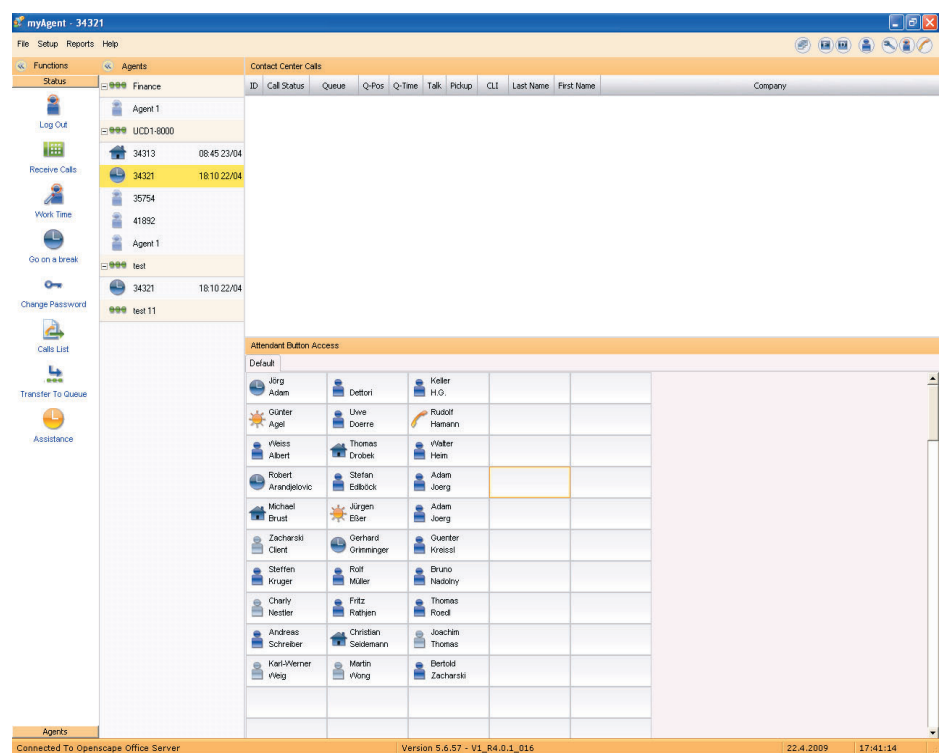 myAgent - 34321
File Setup Reports Help
Functions
Agents
Contact Center Calls
Status
Log Out
Receive Calls
Work Time
Go on a break
Change Password
Calls List
Transfer To Queue
Assistance
Agents
Finance
Agent 1
UCD1-8000
34313 08:45 23/04
34321 18:10 22/04
35754
41892
Agent 1
test
34321 18:10 22/04
test 11
ID Call Status Queue Q-Pos Q-Time Talk Pickup CLI Last Name First Name Company
Attendant Button Access
Default
Jörg
Adam
Dettori
Keller
H.G.
Günter
Agel
Uwe
Doerre
Rudolf
Hamann
Weiss
Albert
Thomas
Drobek
Walter
Heim
Robert
Arandjelovic
Stefan
Edlböck
Adam
Joerg
Michael
Brust
Jürgen
Eßer
Adam
Joerg
Zacharski
Client
Gerhard
Grimminger
Guenter
Kreissl
Steffen
Kruger
Rolf
Müller
Bruno
Nadolny
Charly
Nestler
Fritz
Rathjen
Thomas
Roedl
Andreas
Schreiber
Christian
Seidemann
Joachim
Thomas
Karl-Werner
Weig
Martin
Wong
Bertold
Zacharski
Connected To Openscape Office Server
Version 5.6.57 - V1_R4.0.1_016
22.4.2009
17:41:14